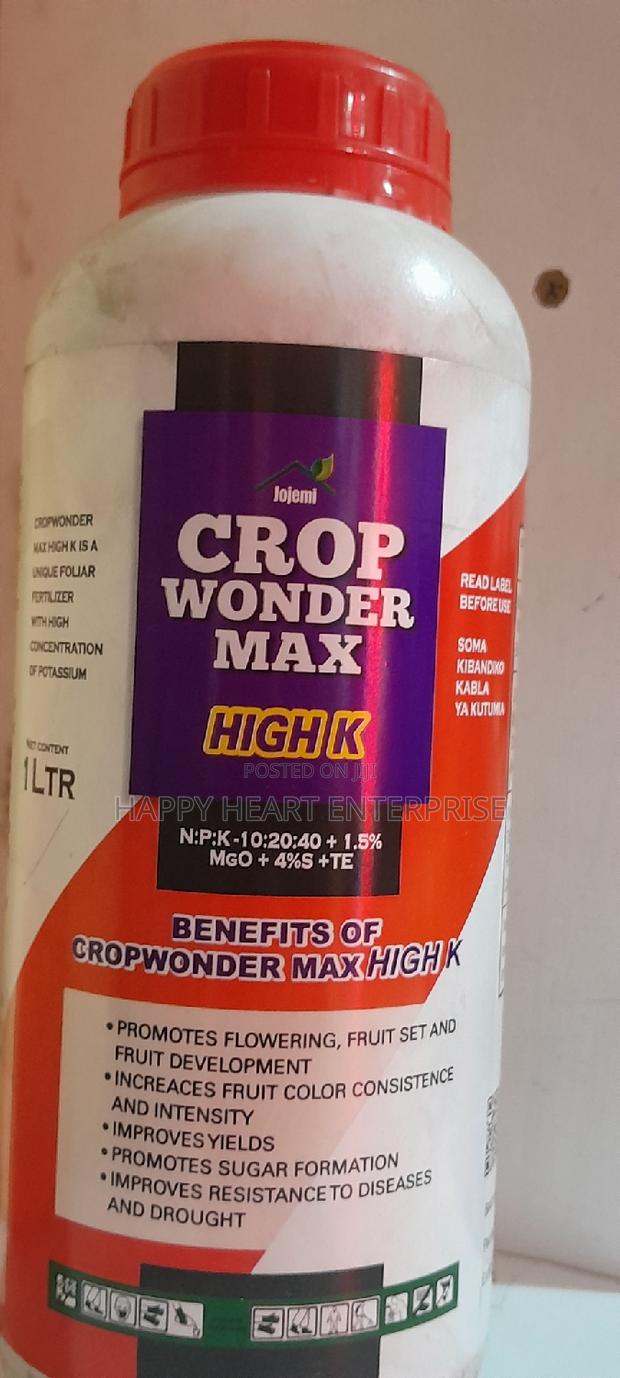 Jojemi
CROP
WONDER
MAX
HIGH K
POSTED ON JIJI
HAPPY HEART ENTERPRISE
N:P:K-10:20:40 + 1.5%
MgO + 4%S +TE
CROPWONDER
MAX HIGH K IS A
UNIQUE FOLIAR
FERTILIZER
WITH HIGH
CONCENTRATION
OF POTASSIUM
NET CONTENT
1 LTR
READ LABEL
BEFORE USE
SOMA
KIBANDIKO
KABLA
YA KUTUMIA
BENEFITS OF
CROPWONDER MAX HIGH K
• PROMOTES FLOWERING, FRUIT SET AND
FRUIT DEVELOPMENT
• INCREACES FRUIT COLOR CONSISTENCE
AND INTENSITY
• IMPROVES YIELDS
• PROMOTES SUGAR FORMATION
• IMPROVES RESISTANCE TO DISEASES
AND DROUGHT